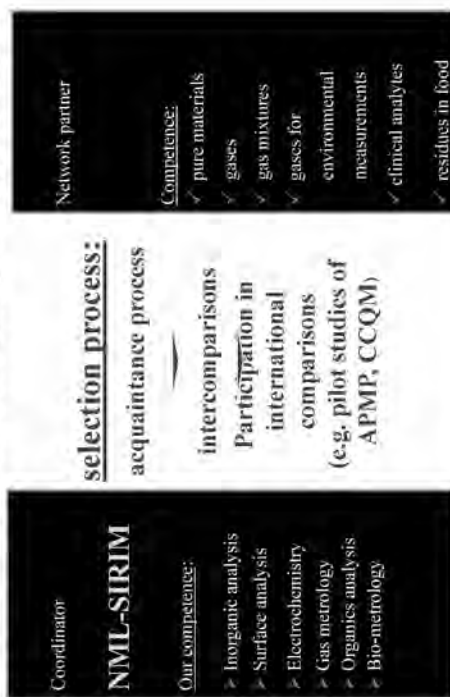 Coordinator
NML-SIRIM
Our competence:
➢ Inorganic analysis
➢ Surface analysis
➢ Electrochemistry
➢ Gas metrology
➢ Organics analysis
➢ Bio-metrology
selection process:
acquaintance process
intercomparisons
Participation in
international
comparisons
(e.g. pilot studies of
APMP, CCQM)
Network partner
Competence:
✓ pure materials
✓ gases
✓ gas mixtures
✓ gases for
environmental
measurements
✓ clinical analytes
✓ residues in food